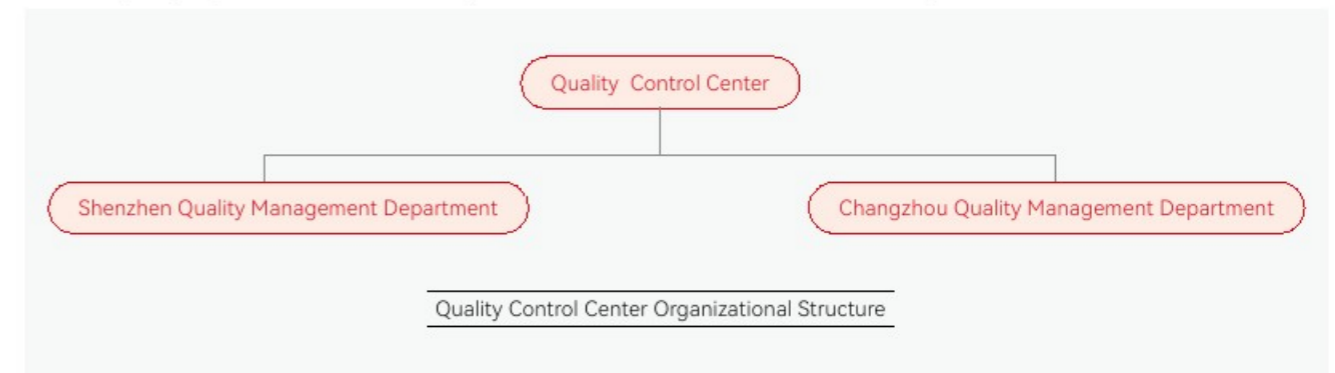 Quality Control Center
Shenzhen Quality Management Department
Changzhou Quality Management Department
Quality Control Center Organizational Structure